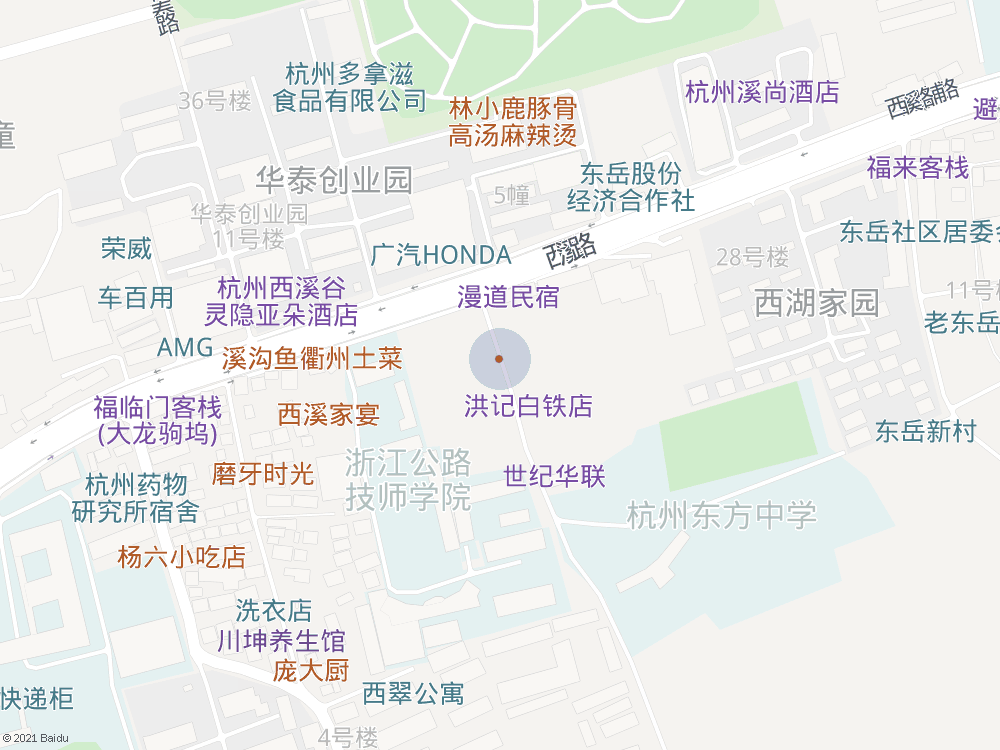 春路
杭州多拿滋
食品有限公司
36号楼
林小鹿豚骨
高汤麻辣烫
杭州溪尚酒店
西溪路辅路
避
童
华泰创业园
5幢
东岳股份
经济合作社
福来客栈
华泰创业园
11号楼
荣威
广汽HONDA
西溪路
28号楼
东岳社区居委会
车百用
杭州西溪谷
灵隐亚朵酒店
漫道民宿
西湖家园
11号楼
老东岳
AMG
溪沟鱼衢州土菜
福临门客栈
(大龙驹坞)
西溪家宴
洪记白铁店
东岳新村
磨牙时光
浙江公路
技师学院
世纪华联
杭州药物
研究所宿舍
杭州东方中学
杨六小吃店
洗衣店
川坤养生馆
庞大厨
快递柜
西翠公寓
4号楼
© 2021 Baidu